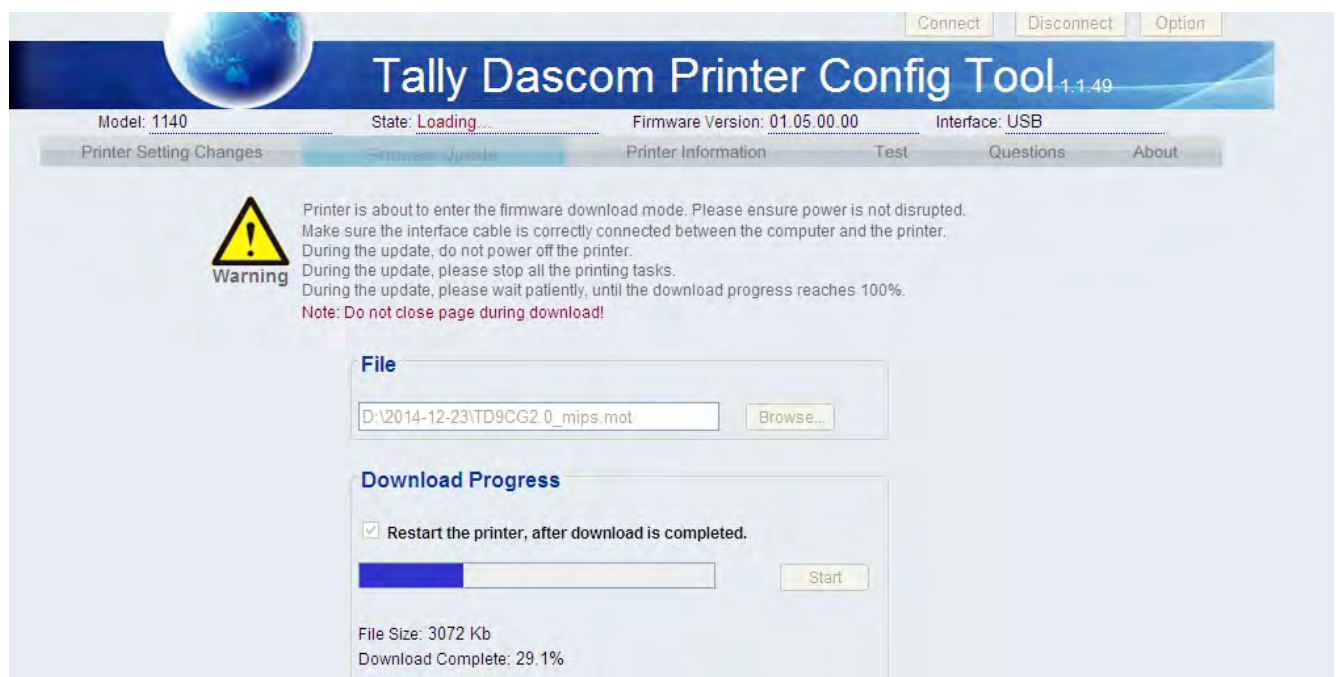 Connect Disconnect Option
Tally Dascom Printer Config Tool 1.1.49
Model: 1140 State: Loading... Firmware Version: 01.05.00.00 Interface: USB
Printer Setting Changes Firmware Update Printer Information Test Questions About
Printer is about to enter the firmware download mode. Please ensure power is not disrupted.
Make sure the interface cable is correctly connected between the computer and the printer.
During the update, do not power off the printer.
Warning
During the update, please stop all the printing tasks.
During the update, please wait patiently, until the download progress reaches 100%.
Note: Do not close page during download!
File
D:\2014-12-23\TD9CG2.0_mips.mot Browse...
Download Progress
Restart the printer, after download is completed.
Start
File Size: 3072 Kb
Download Complete: 29.1%